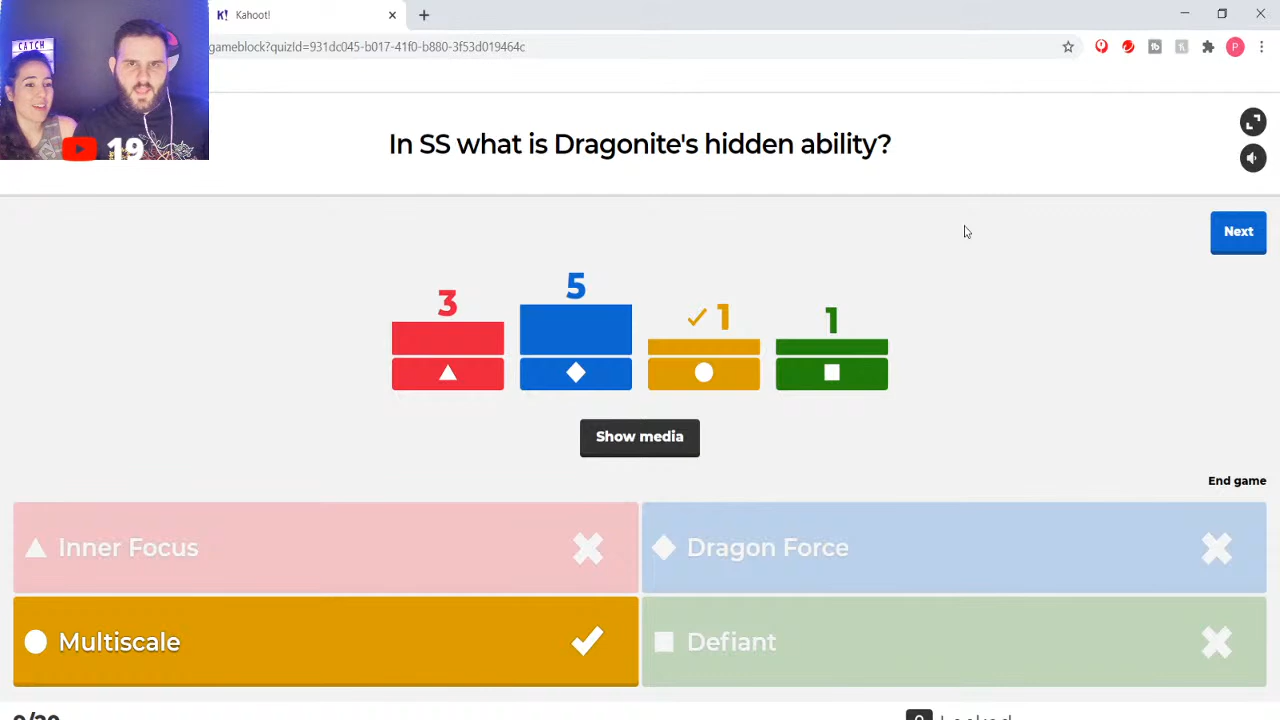 Kahoot!
gameblock?quizId=931dc045-b017-41f0-b880-3f53d019464c
CATCH
19
In SS what is Dragonite's hidden ability?
Next
3
5
1
1
Show media
End game
Inner Focus
Dragon Force
Multiscale
Defiant